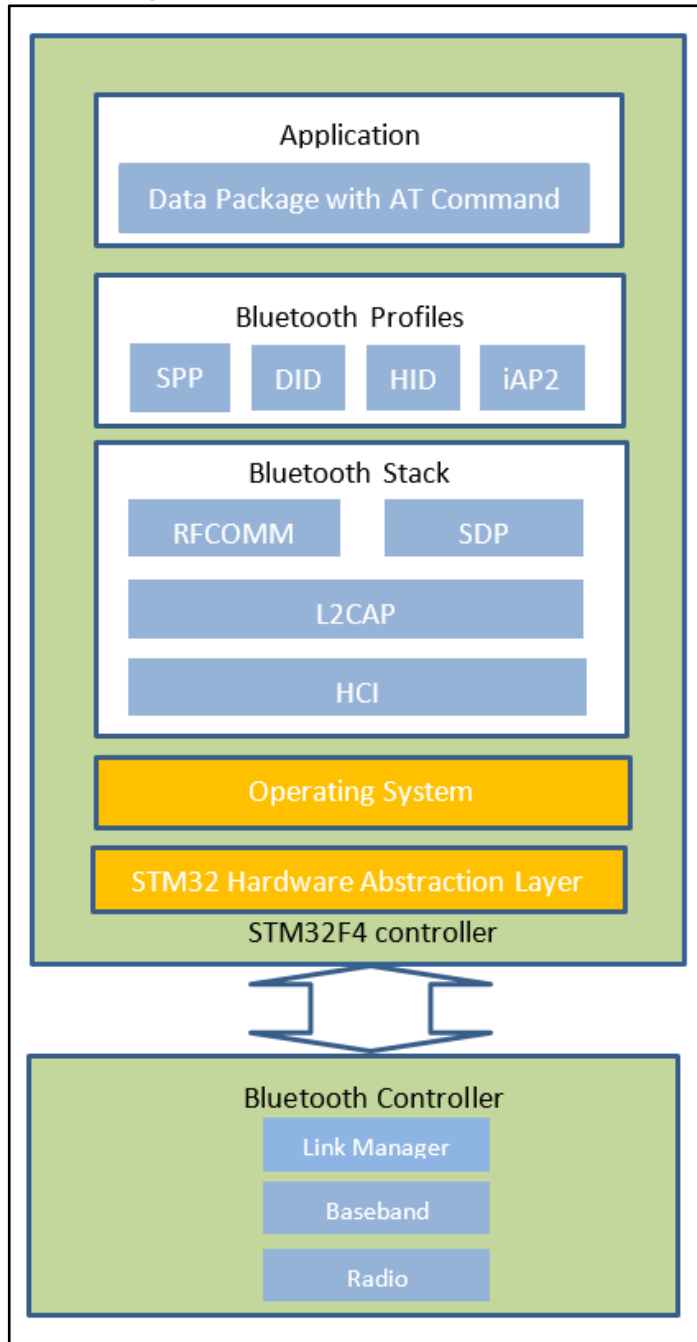 Application
Data Package with AT Command
Bluetooth Profiles
SPP DID HID iAP2
Bluetooth Stack
RFCOMM SDP
L2CAP
HCI
Operating System
STM32 Hardware Abstraction Layer
STM32F4 controller
Bluetooth Controller
Link Manager
Baseband
Radio